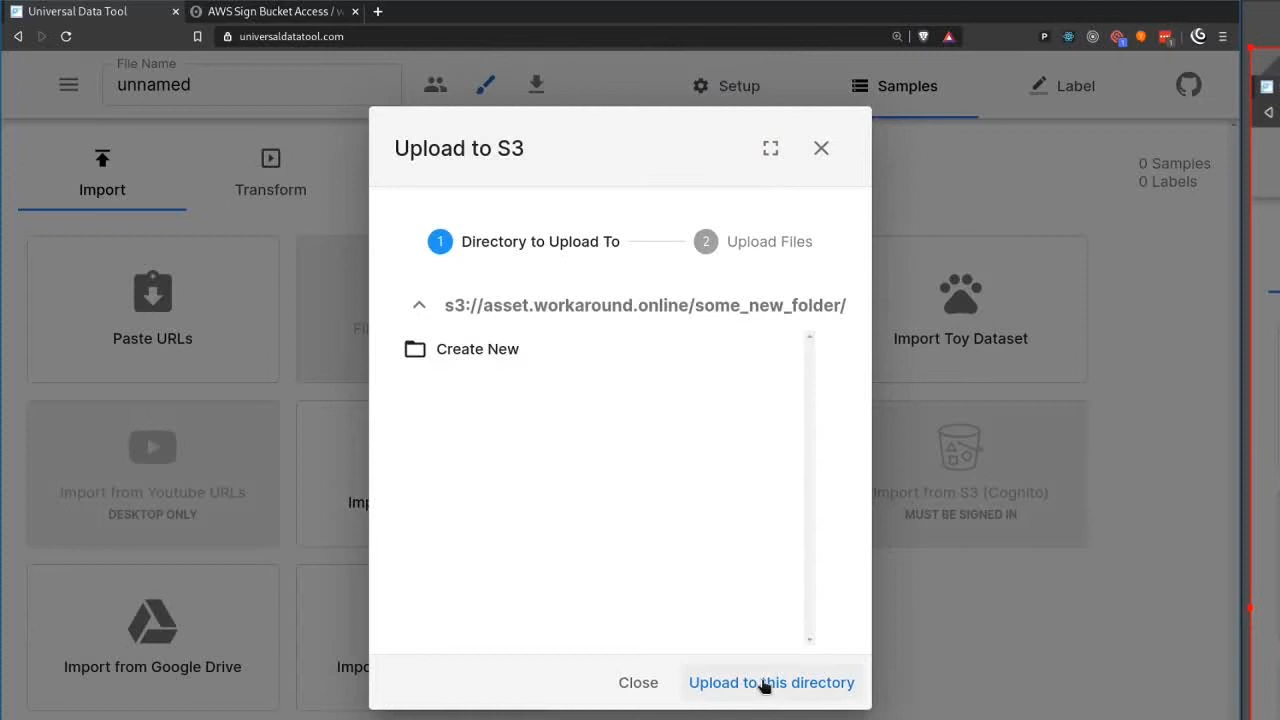 Universal Data Tool
AWS Sign Bucket Access /
universaldatatool.com
File Name
unnamed
Setup
Samples
Label
Upload to S3
Import
Transform
0 Samples
0 Labels
1 Directory to Upload To
2 Upload Files
s3://asset.workaround.online/some_new_folder/
Create New
Paste URLs
Import Toy Dataset
Import from Youtube URLs
DESKTOP ONLY
Import from S3 (Cognito)
MUST BE SIGNED IN
Import from Google Drive
Close
Upload to this directory